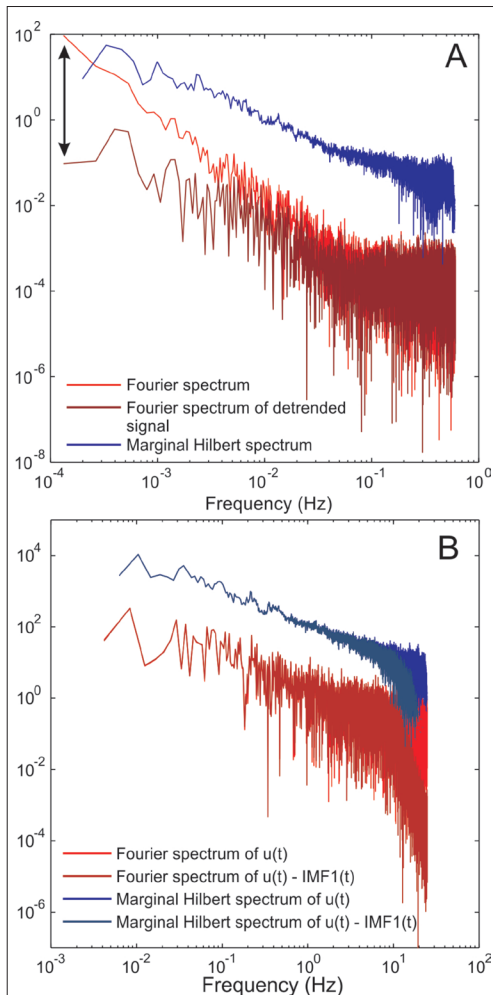 A
10^2
10^0
10^-2
10^-4
10^-6
10^-8
Fourier spectrum
Fourier spectrum of detrended
signal
Marginal Hilbert spectrum
10^-4
10^-3
10^-2
10^-1
10^0
Frequency (Hz)
B
10^4
10^2
10^0
10^-2
10^-4
10^-6
Fourier spectrum of u(t)
Fourier spectrum of u(t) - IMF1(t)
Marginal Hilbert spectrum of u(t)
Marginal Hilbert spectrum of u(t) - IMF1(t)
10^-3
10^-2
10^-1
10^0
10^1
10^2
Frequency (Hz)